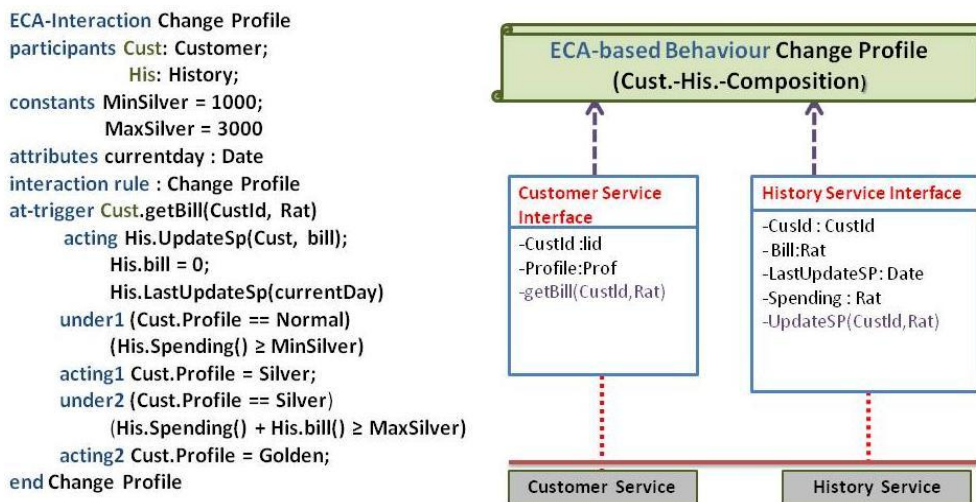 ECA-Interaction Change Profile
participants Cust: Customer;
His: History;
constants MinSilver = 1000;
MaxSilver = 3000
attributes currentday : Date
interaction rule : Change Profile
at-trigger Cust.getBill(CustId, Rat)
acting His.UpdateSp(Cust, bill);
His.bill = 0;
His.LastUpdateSp(currentDay)
under1 (Cust.Profile == Normal)
(His.Spending() ≥ MinSilver)
acting1 Cust.Profile = Silver;
under2 (Cust.Profile == Silver)
(His.Spending() + His.bill() ≥ MaxSilver)
acting2 Cust.Profile = Golden;
end Change Profile
ECA-based Behaviour Change Profile
(Cust.-His.-Composition)
Customer Service
Interface
-CustId :Iid
-Profile:Prof
-getBill(CustId,Rat)
History Service Interface
-CusId : CustId
-Bill:Rat
-LastUpdateSP: Date
-Spending : Rat
-UpdateSP(CustId,Rat)
Customer Service
History Service